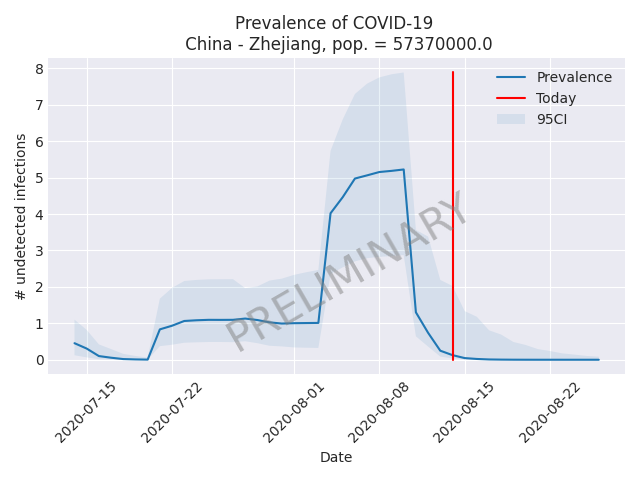 Prevalence of COVID-19
China - Zhejiang, pop. = 57370000.0
8
7
6
5
4
3
2
1
0
# undetected infections
Prevalence
Today
95CI
PRELIMINARY
2020-07-15
2020-07-22
2020-08-01
2020-08-08
2020-08-15
2020-08-22
Date